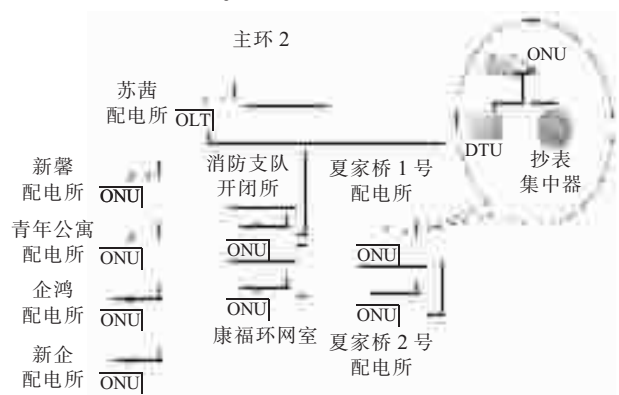 主环 2
ONU
苏茜
配电所
OLT
DTU
抄表
集中器
新馨
配电所
ONU
消防支队
开闭所
夏家桥 1 号
配电所
青年公寓
配电所
ONU
ONU
ONU
企鸿
配电所
ONU
ONU
ONU
康福环网室
夏家桥 2 号
配电所
新企
配电所
ONU